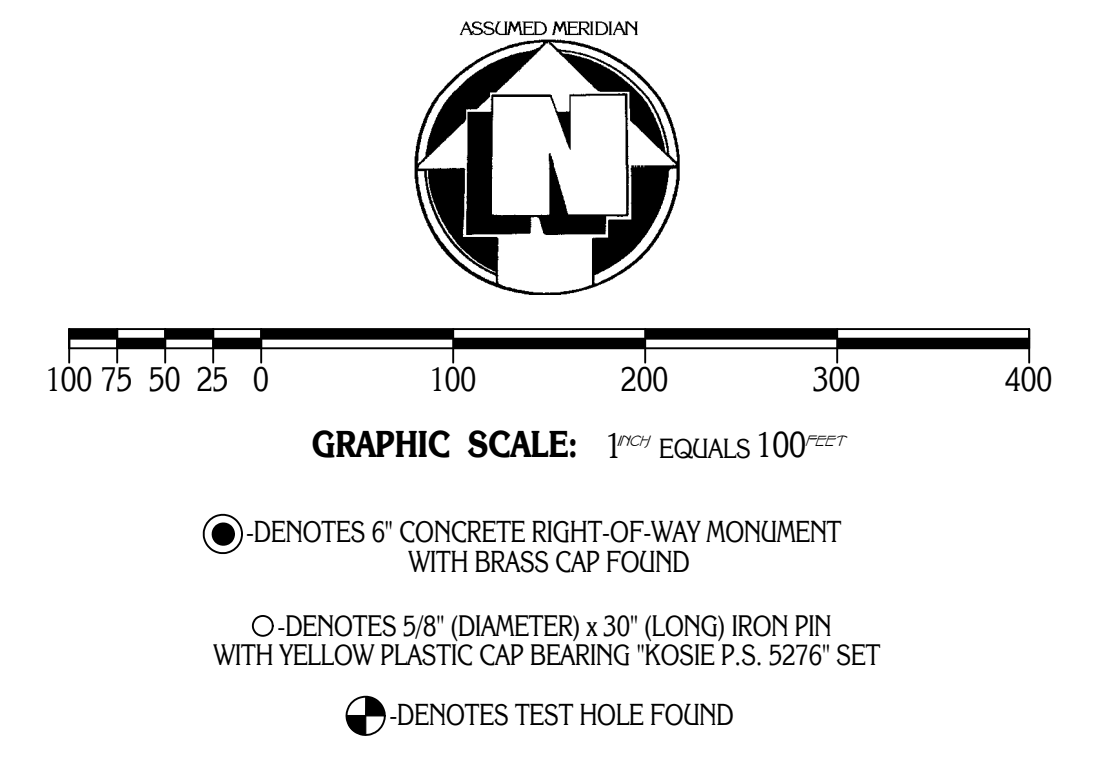 ASSUMED MERIDIAN
N
100 75 50 25 0 100 200 300 400
GRAPHIC SCALE: 1INCH EQUALS 100FEET
-DENOTES 6" CONCRETE RIGHT-OF-WAY MONUMENT
WITH BRASS CAP FOUND
-DENOTES 5/8" (DIAMETER) x 30" (LONG) IRON PIN
WITH YELLOW PLASTIC CAP BEARING "KOSIE P.S. 5276" SET
-DENOTES TEST HOLE FOUND